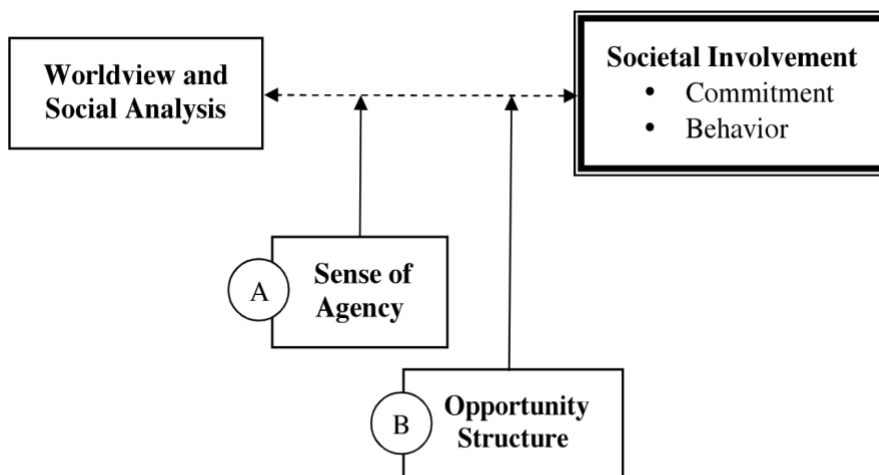 Worldview and
Social Analysis
Societal Involvement
• Commitment
• Behavior
A
Sense of
Agency
B
Opportunity
Structure